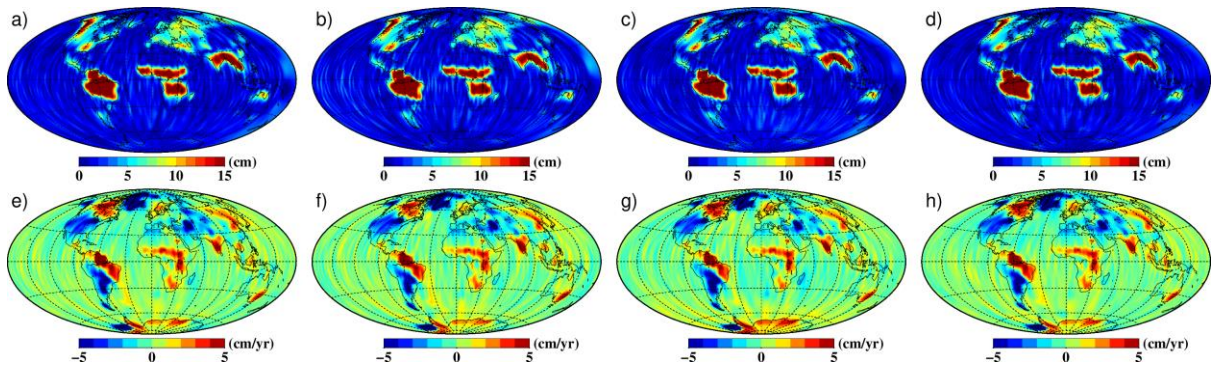 a) b) c) d)
(cm) (cm) (cm) (cm)
0 5 10 15 0 5 10 15 0 5 10 15 0 5 10 15
e) f) g) h)
(cm/yr) (cm/yr) (cm/yr) (cm/yr)
−5 0 5 −5 0 5 −5 0 5 −5 0 5